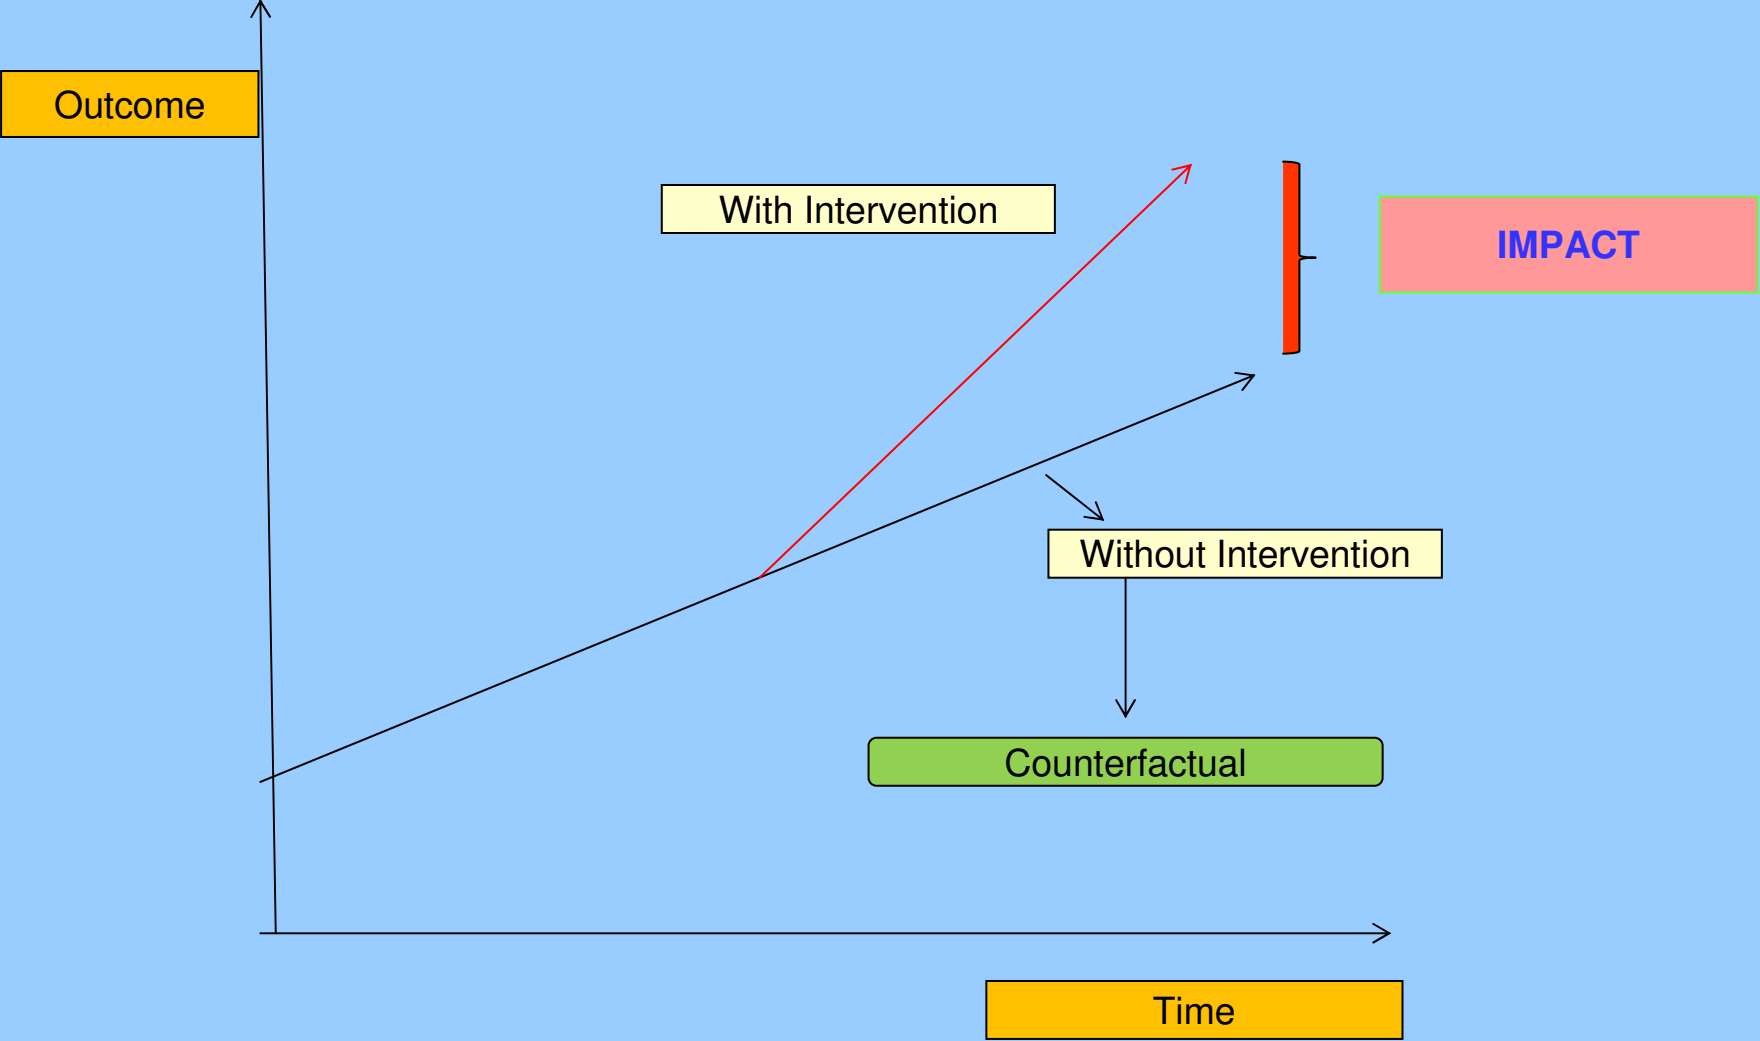 Outcome
With Intervention
IMPACT
Without Intervention
Counterfactual
Time